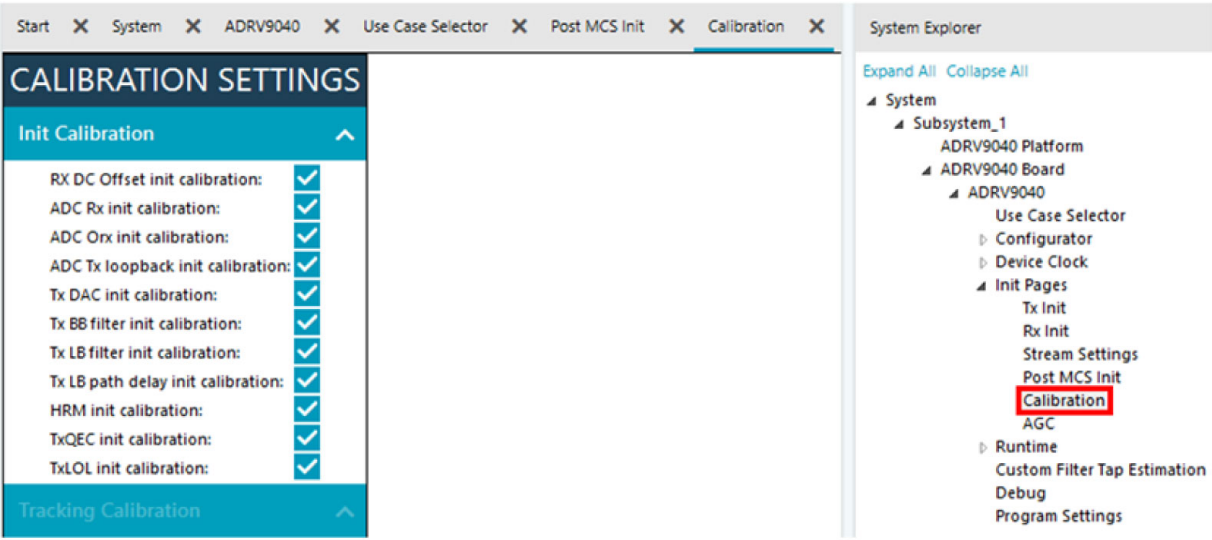 Start System ADRV9040 Use Case Selector Post MCS Init Calibration
CALIBRATION SETTINGS
Init Calibration
RX DC Offset init calibration:
ADC Rx init calibration:
ADC Orx init calibration:
ADC Tx loopback init calibration:
Tx DAC init calibration:
Tx BB filter init calibration:
Tx LB filter init calibration:
Tx LB path delay init calibration:
HRM init calibration:
TxQEC init calibration:
TxLOL init calibration:
Tracking Calibration
System Explorer
Expand All Collapse All
System
Subsystem_1
ADRV9040 Platform
ADRV9040 Board
ADRV9040
Use Case Selector
Configurator
Device Clock
Init Pages
Tx Init
Rx Init
Stream Settings
Post MCS Init
Calibration
AGC
Runtime
Custom Filter Tap Estimation
Debug
Program Settings